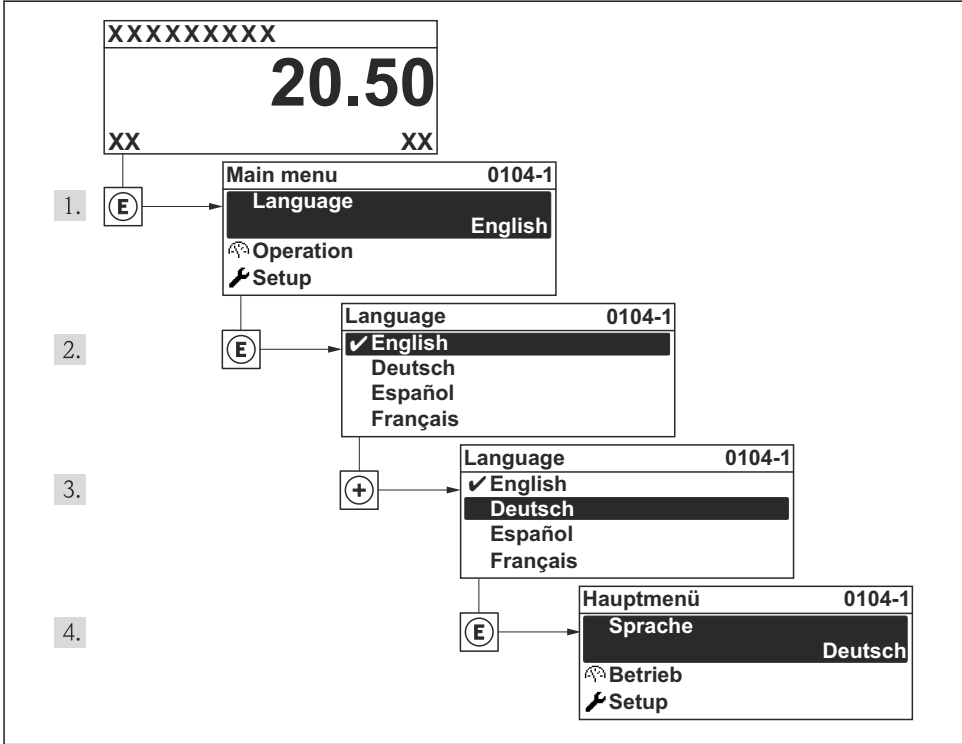 XXXXXXXXX
20.50
XX XX
1. E
Main menu 0104-1
Language
English
Operation
Setup
2. E
Language 0104-1
✔ English
Deutsch
Español
Français
3. +
Language 0104-1
✔ English
Deutsch
Español
Français
4. E
Hauptmenü 0104-1
Sprache
Deutsch
Betrieb
Setup